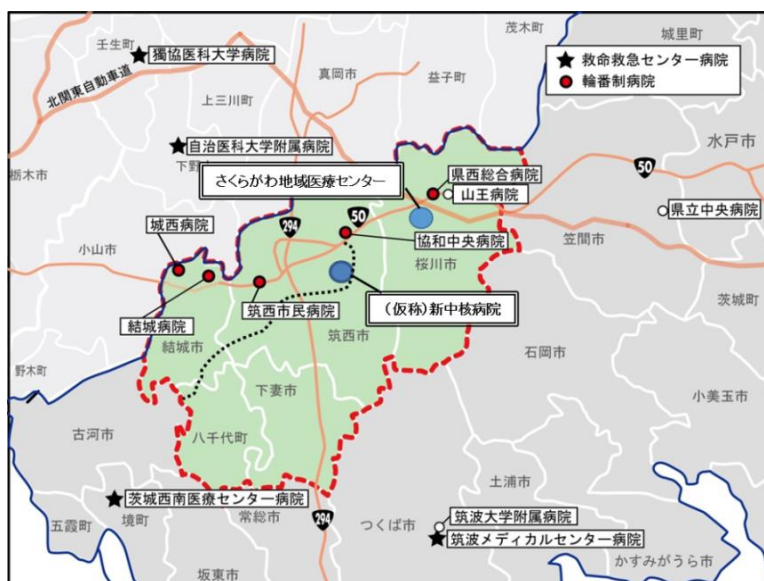 茂木町
城里町
壬生町
獨協医科大学病院
★ 救命救急センター病院
輪番制病院
真岡市
益子町
北関東自動車道
上三川町
水戸市
自治医科大学附属病院
下野市
栃木市
さくらがわ地域医療センター
県西総合病院
50
山王病院
県立中央病院
城西病院
50
294
小山市
協和中央病院
笠間市
桜川市
茨城町
結城病院
筑西市民病院
(仮称)新中核病院
筑西市
結城市
石岡市
野木町
下妻市
小美玉市
古河市
八千代町
土浦市
茨城西南医療センター病院
筑波大学附属病院
五霞町
境町
常総市
294
つくば市
筑波メディカルセンター病院
かすみがうら市
坂東市